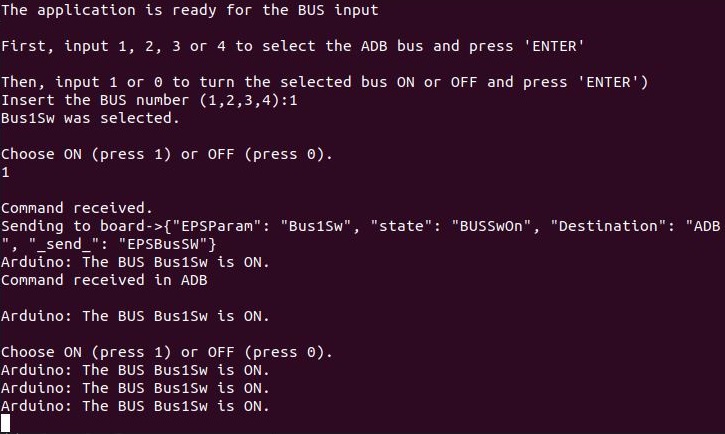 The application is ready for the BUS input
First, input 1, 2, 3 or 4 to select the ADB bus and press 'ENTER'
Then, input 1 or 0 to turn the selected bus ON or OFF and press 'ENTER')
Insert the BUS number (1,2,3,4):1
Bus1Sw was selected.
Choose ON (press 1) or OFF (press 0).
1
Command received.
Sending to board->{"EPSParam": "Bus1Sw", "state": "BUSSwOn", "Destination": "ADB
", "_send_": "EPSBusSW"}
Arduino: The BUS Bus1Sw is ON.
Command received in ADB
Arduino: The BUS Bus1Sw is ON.
Choose ON (press 1) or OFF (press 0).
Arduino: The BUS Bus1Sw is ON.
Arduino: The BUS Bus1Sw is ON.
Arduino: The BUS Bus1Sw is ON.